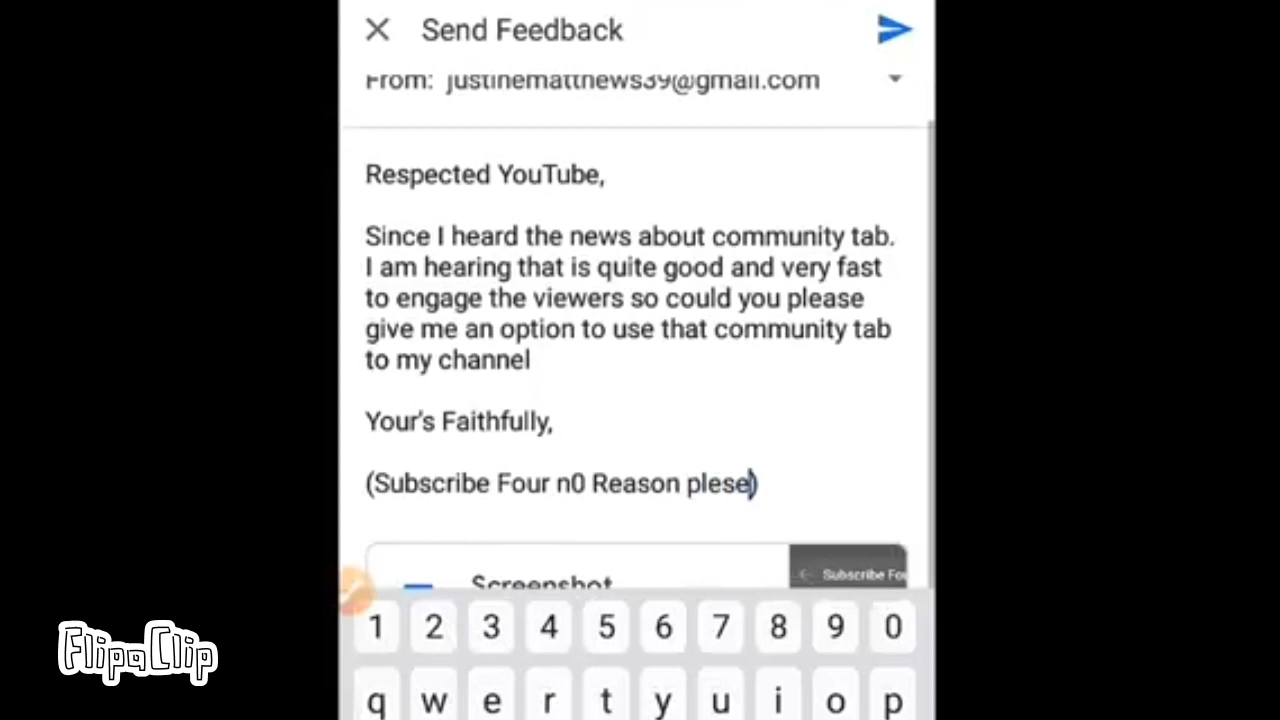 Send Feedback
From: justinematthews39@gmail.com
Respected YouTube,
Since I heard the news about community tab.
I am hearing that is quite good and very fast
to engage the viewers so could you please
give me an option to use that community tab
to my channel
Your's Faithfully,
(Subscribe Four n0 Reason plese)
Screenshot
Subscribe Fou
1 2 3 4 5 6 7 8 9 0
q w e r t y u i o p
FlipaClip